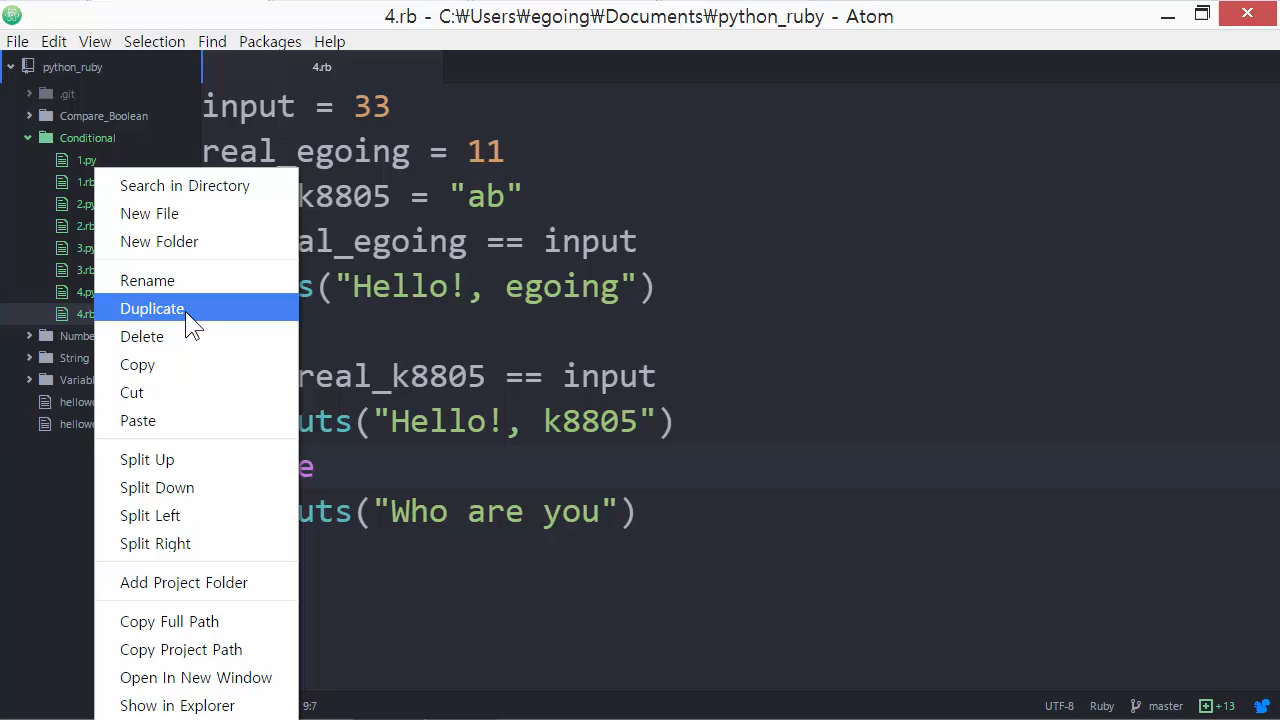 4.rb - C:₩Users₩egoing₩Documents₩python_ruby - Atom
File Edit View Selection Find Packages Help
python_ruby
4.rb
.git
Compare_Boolean
Conditional
1.py
1.rb
2.py
2.rb
3.py
3.rb
4.py
4.rb
String
Search in Directory
New File
New Folder
Rename
Duplicate
Delete
Copy
Cut
Paste
Split Up
Split Down
Split Left
Split Right
Add Project Folder
Copy Full Path
Copy Project Path
Open In New Window
Show in Explorer
input = 33
real_egoing = 11
k8805 = "ab"
al_egoing == input
s("Hello!, egoing")
real_k8805 == input
uts("Hello!, k8805")
e
uts("Who are you")
9:7
UTF-8 Ruby master +13